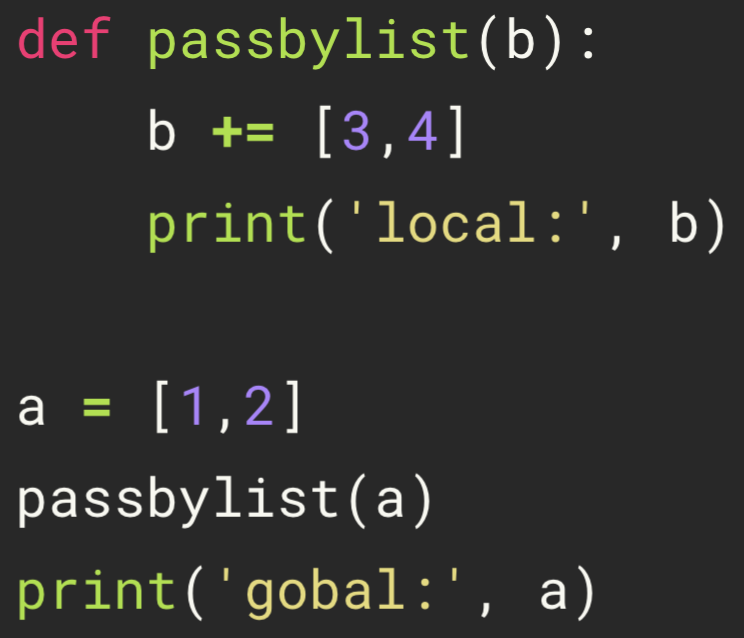 def passbylist(b):
    b += [3,4]
    print('local:', b)
a = [1,2]
passbylist(a)
print('gobal:', a)